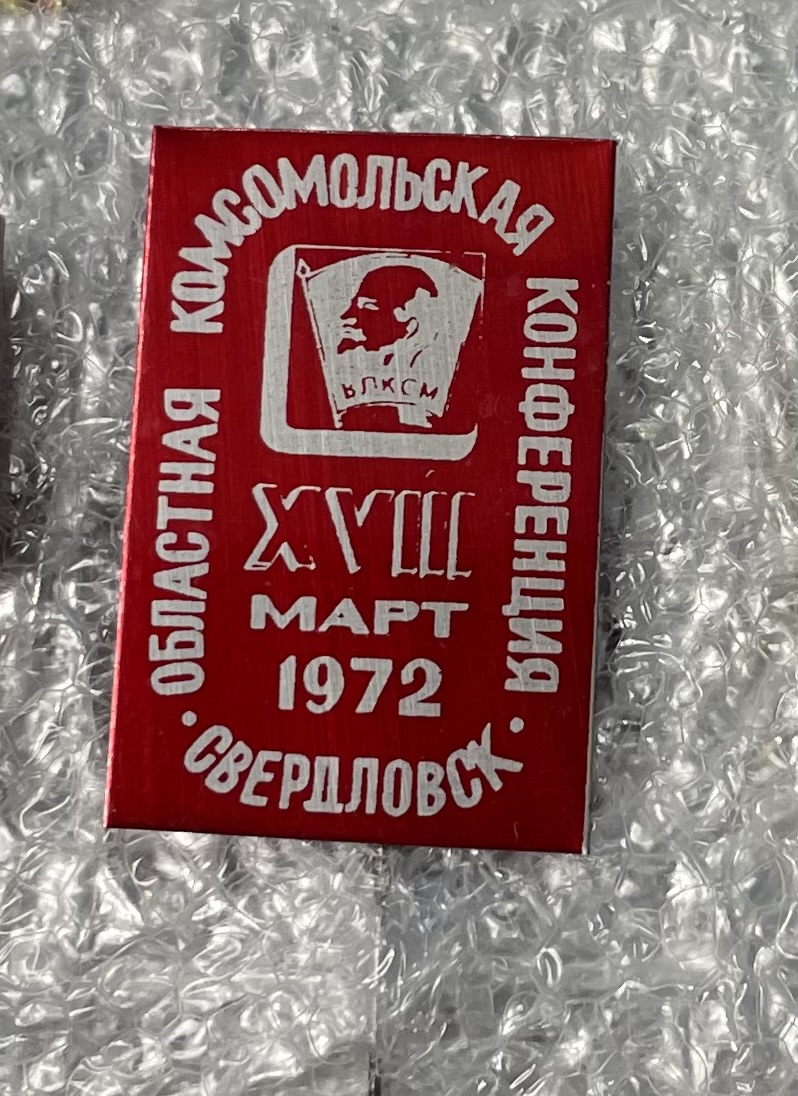 ОБЛАСТНАЯ КОМСОМОЛЬСКАЯ КОНФЕРЕНЦИЯ
ВЛКСМ
XVIII
МАРТ
1972
· СВЕРДЛОВСК ·